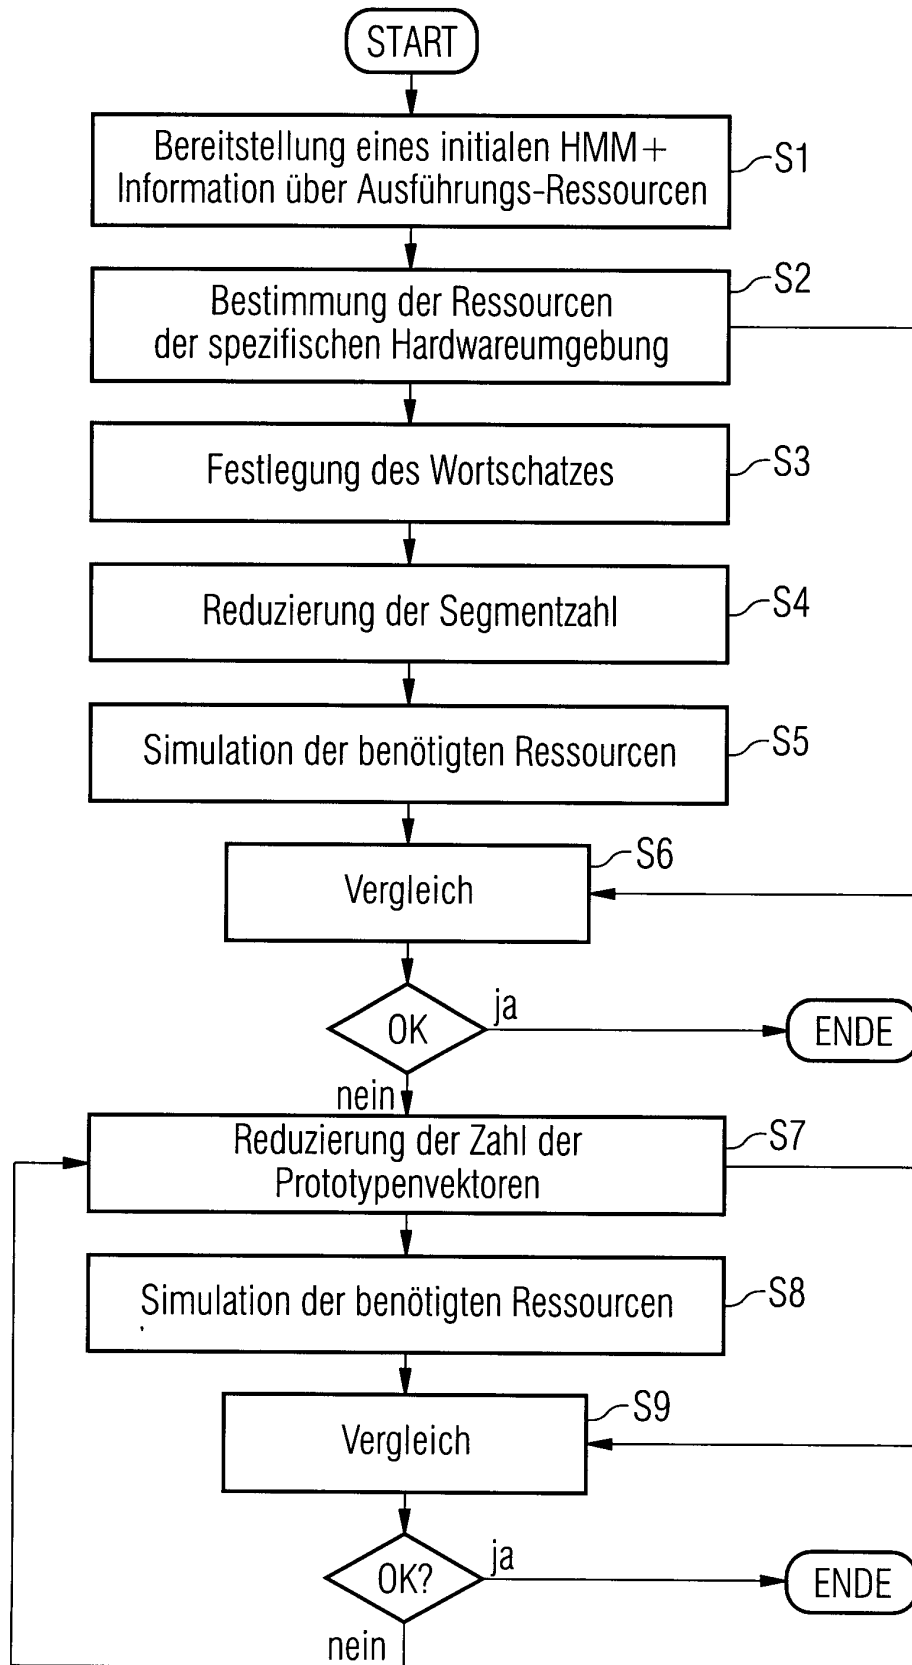 START
Bereitstellung eines initialen HMM+
Information über Ausführungs-Ressourcen
S1
Bestimmung der Ressourcen
der spezifischen Hardwareumgebung
S2
Festlegung des Wortschatzes
S3
Reduzierung der Segmentzahl
S4
Simulation der benötigten Ressourcen
S5
Vergleich
S6
OK
ja
ENDE
nein
Reduzierung der Zahl der
Prototypenvektoren
S7
Simulation der benötigten Ressourcen
S8
Vergleich
S9
OK?
ja
ENDE
nein